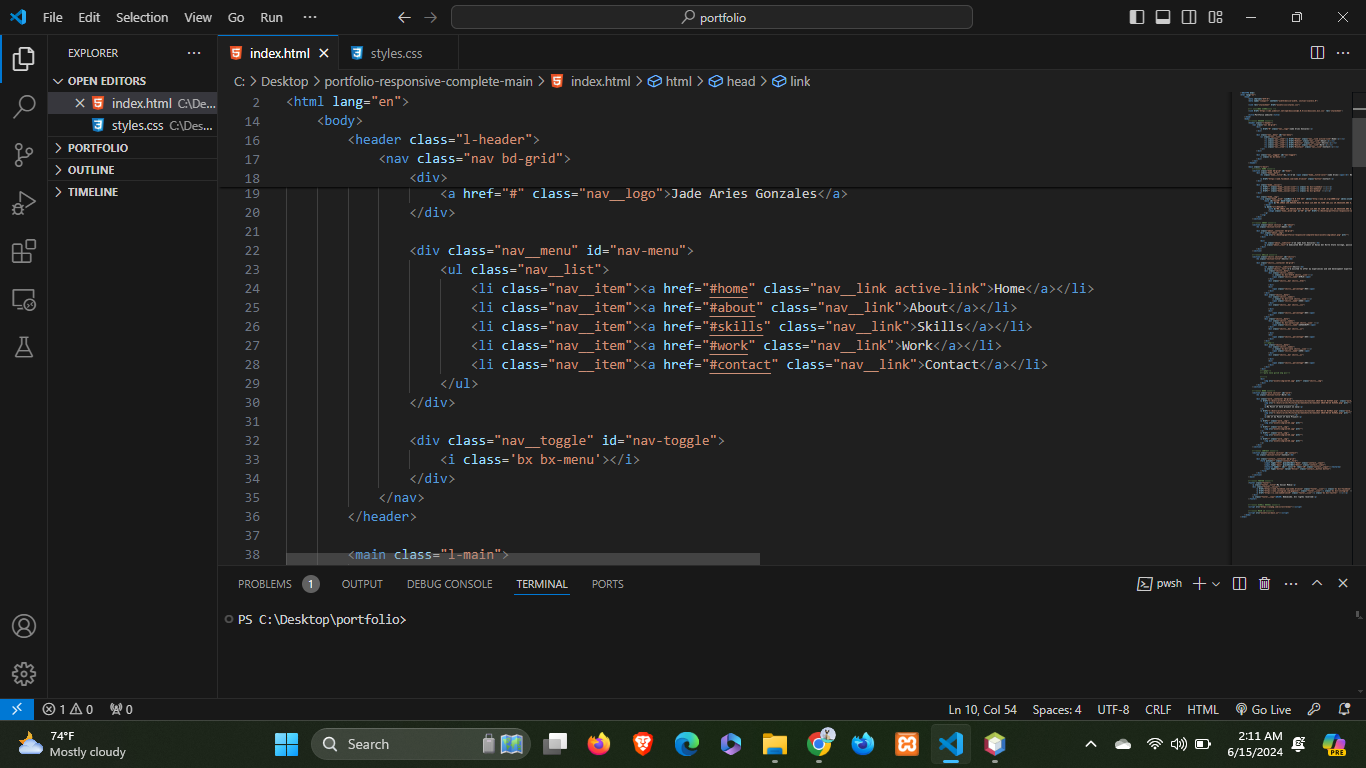 File Edit Selection View Go Run ··· portfolio
EXPLORER
OPEN EDITORS
index.html C:\De...
styles.css C:\Des...
PORTFOLIO
OUTLINE
TIMELINE
index.html styles.css
C: > Desktop > portfolio-responsive-complete-main > index.html > html > head > link
2 <html lang="en">
14 <body>
16 <header class="l-header">
17 <nav class="nav bd-grid">
18 <div>
19 <a href="#" class="nav__logo">Jade Aries Gonzales</a>
20 </div>
21
22 <div class="nav__menu" id="nav-menu">
23 <ul class="nav__list">
24 <li class="nav__item"><a href="#home" class="nav__link active-link">Home</a></li>
25 <li class="nav__item"><a href="#about" class="nav__link">About</a></li>
26 <li class="nav__item"><a href="#skills" class="nav__link">Skills</a></li>
27 <li class="nav__item"><a href="#work" class="nav__link">Work</a></li>
28 <li class="nav__item"><a href="#contact" class="nav__link">Contact</a></li>
29 </ul>
30 </div>
31
32 <div class="nav__toggle" id="nav-toggle">
33 <i class='bx bx-menu'></i>
34 </div>
35 </nav>
36 </header>
37
38 <main class="l-main">
PROBLEMS 1 OUTPUT DEBUG CONSOLE TERMINAL PORTS pwsh
PS C:\Desktop\portfolio>
1 0 0 Ln 10, Col 54 Spaces: 4 UTF-8 CRLF HTML Go Live
74°F
Mostly cloudy
Search
2:11 AM
6/15/2024
PRE